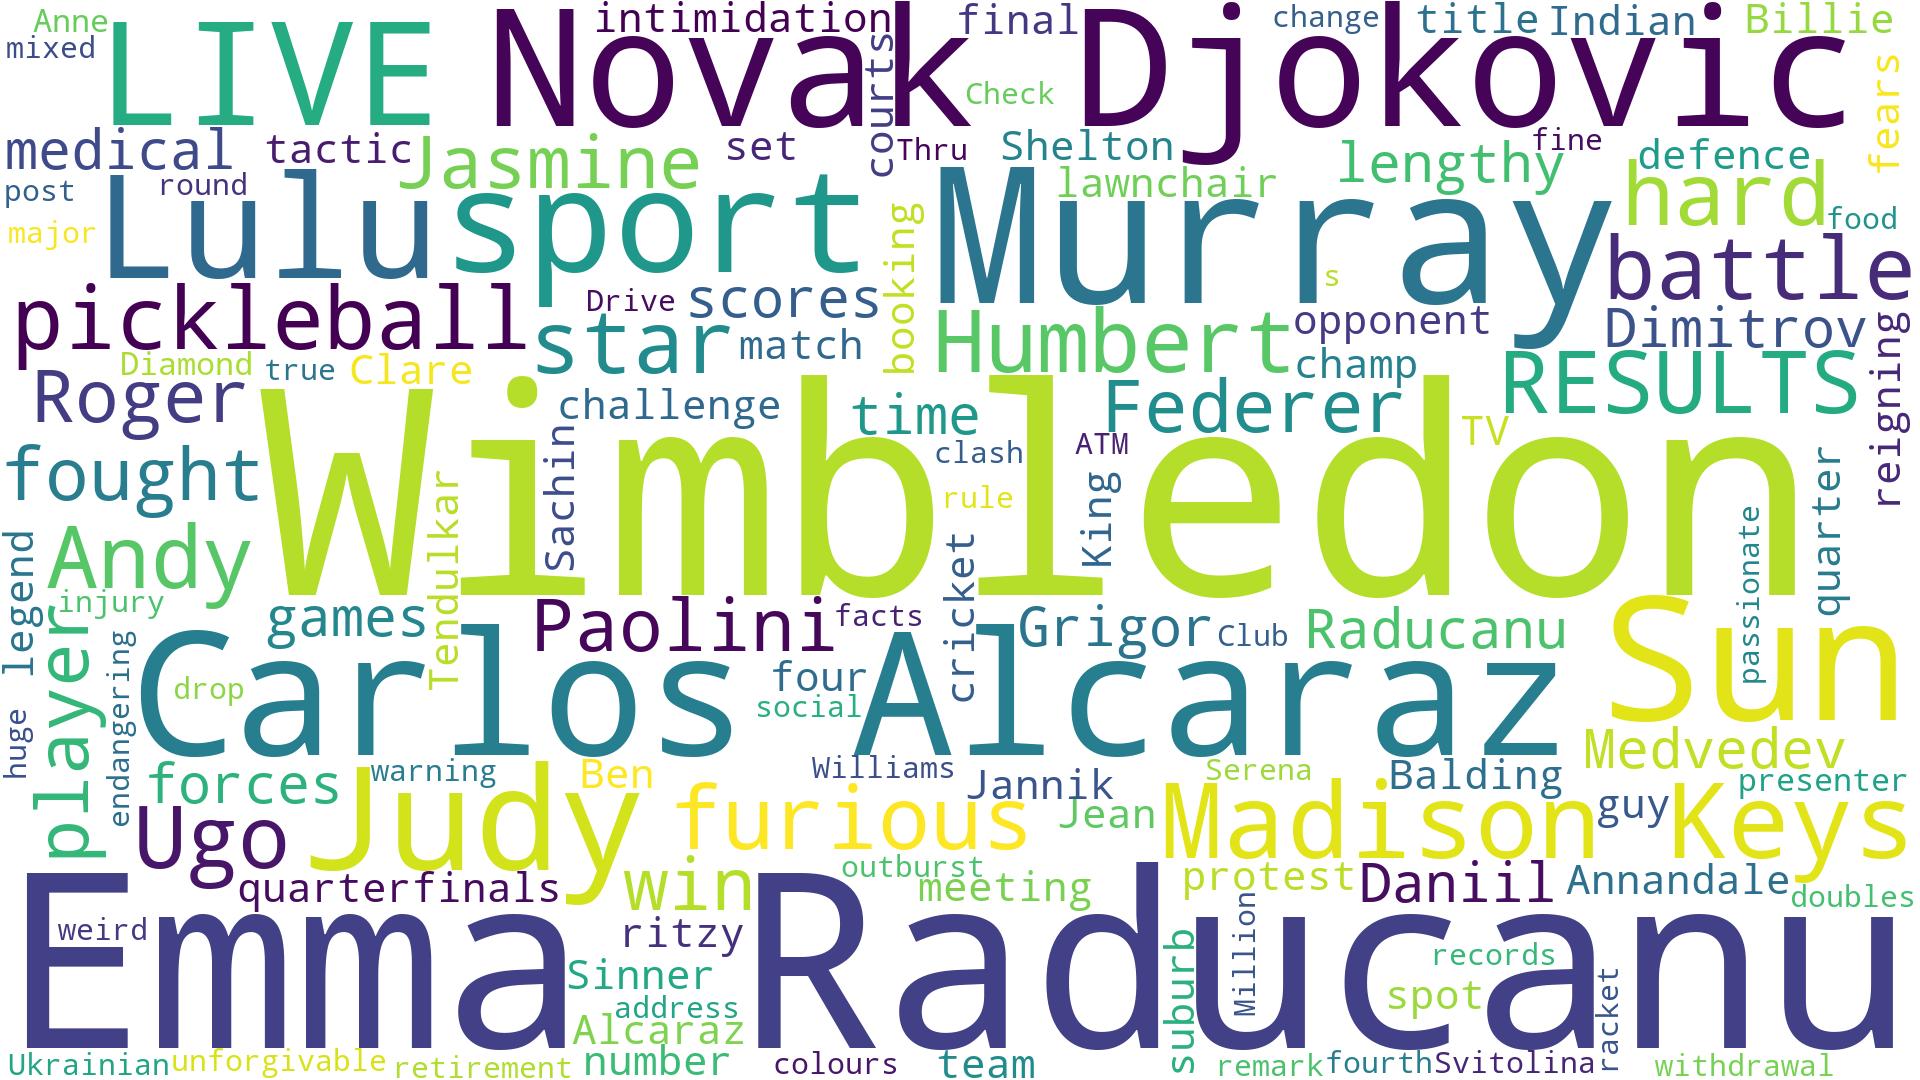 Anne
intimidation
final
change
title
Indian
Billie
mixed
LIVE
Novak Djokovic
courts
Check
fears
medical
tactic
Jasmine
set
Thru
Shelton
fine
lengthy
defence
post
round
Lulu
sport
lawnchair
Murray
hard
food
major
booking
s
battle
pickleball
Drive
scores
star
match
Humbert
opponent
Dimitrov
reigning
Diamond
true
Clare
champ
Roger
challenge
time
Federer
RESULTS
TV
Wimbledon
fought
Sachin
clash
ATM
Tendulkar
rule
King
quarter
Andy
cricket
passionate
legend
injury
games
Paolini
facts
Grigor
Club
Raducanu
Sun
player
endangering
Carlos Alcaraz
drop
four
social
huge
forces
warning
Judy
Ben
Williams
Jannik
Serena
Balding
Medvedev
presenter
Ugo
furious
Jean
Madison Keys
guy
quarterfinals
win
outburst
meeting
protest
Daniil
Annandale
doubles
Emma Raducanu
weird
ritzy
Million
records
Sinner
suburb
spot
racket
address
Alcaraz
Ukrainian
unforgivable
retirement
number
colours
team
remark
fourth
Svitolina
withdrawal